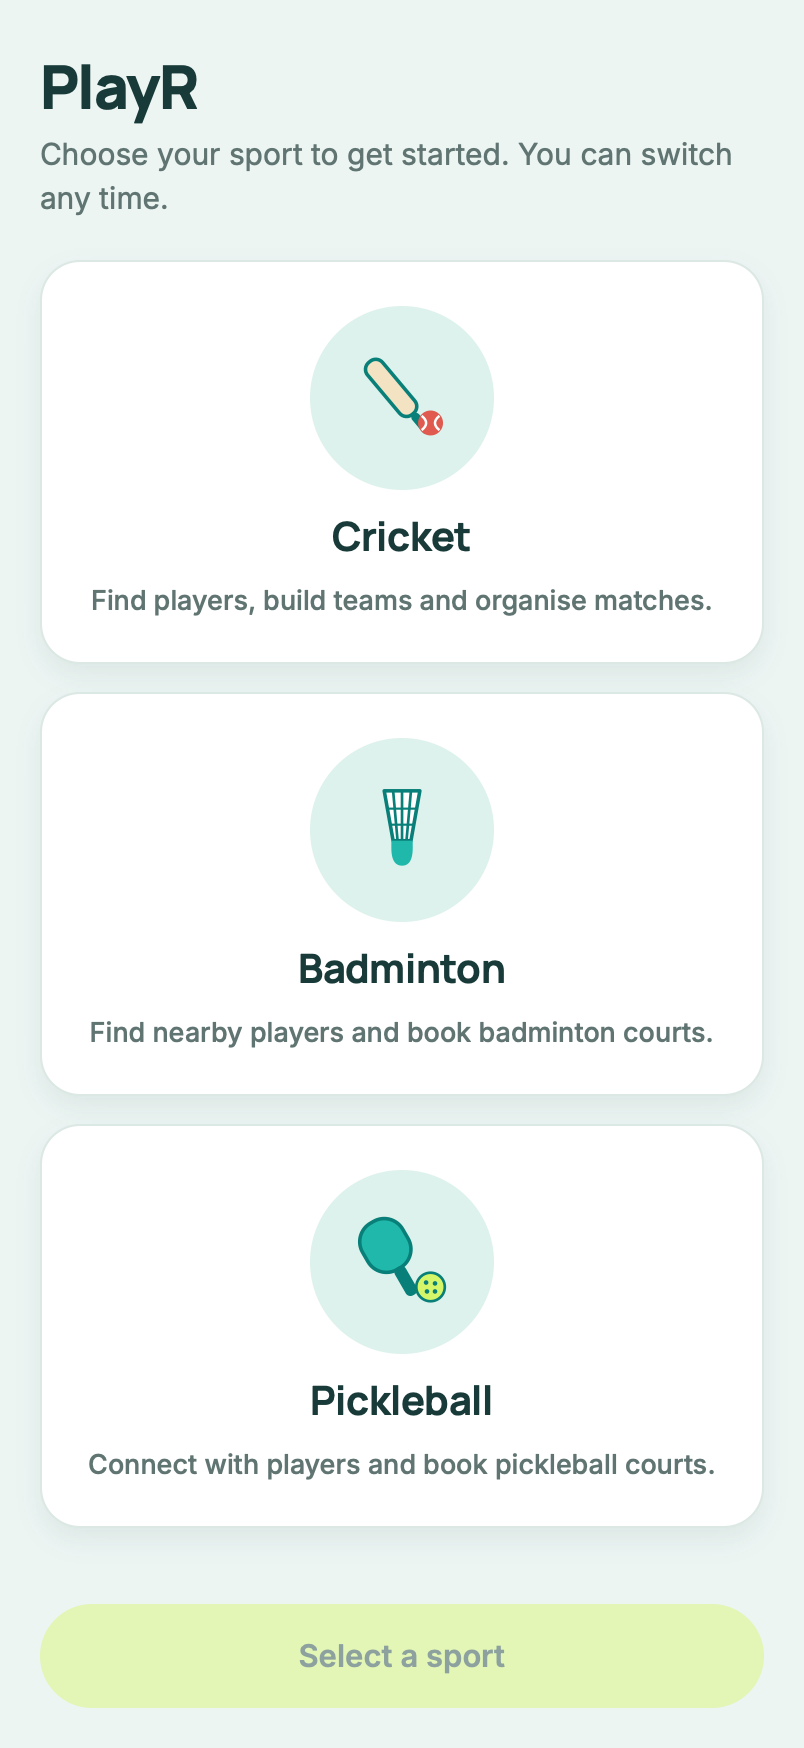 PlayR
Choose your sport to get started. You can switch
any time.
Cricket
Find players, build teams and organise matches.
Badminton
Find nearby players and book badminton courts.
Pickleball
Connect with players and book pickleball courts.
Select a sport